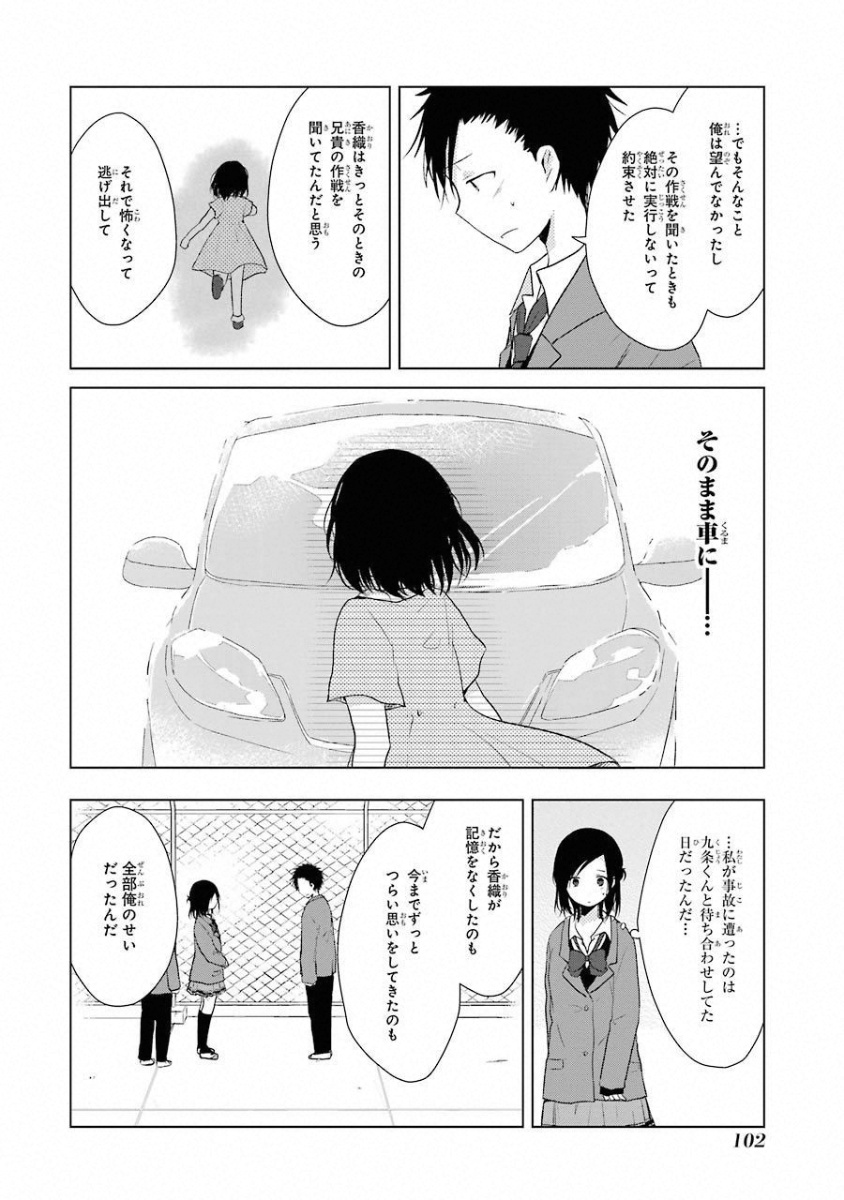 …でもそんなこと
俺は望んでなかったし
その作戦を聞いたときも
絶対に実行しないって
約束させた
香織はきっとそのときの
兄貴の作戦を
聞いてたんだと思う
それで怖くなって
逃げ出して
そのまま車に――…
…私が事故に遭ったのは
九条くんと待ち合わせしてた
日だったんだ…
だから香織が
記憶をなくしたのも
今までずっと
つらい思いをしてきたのも
全部俺のせい
だったんだ
102